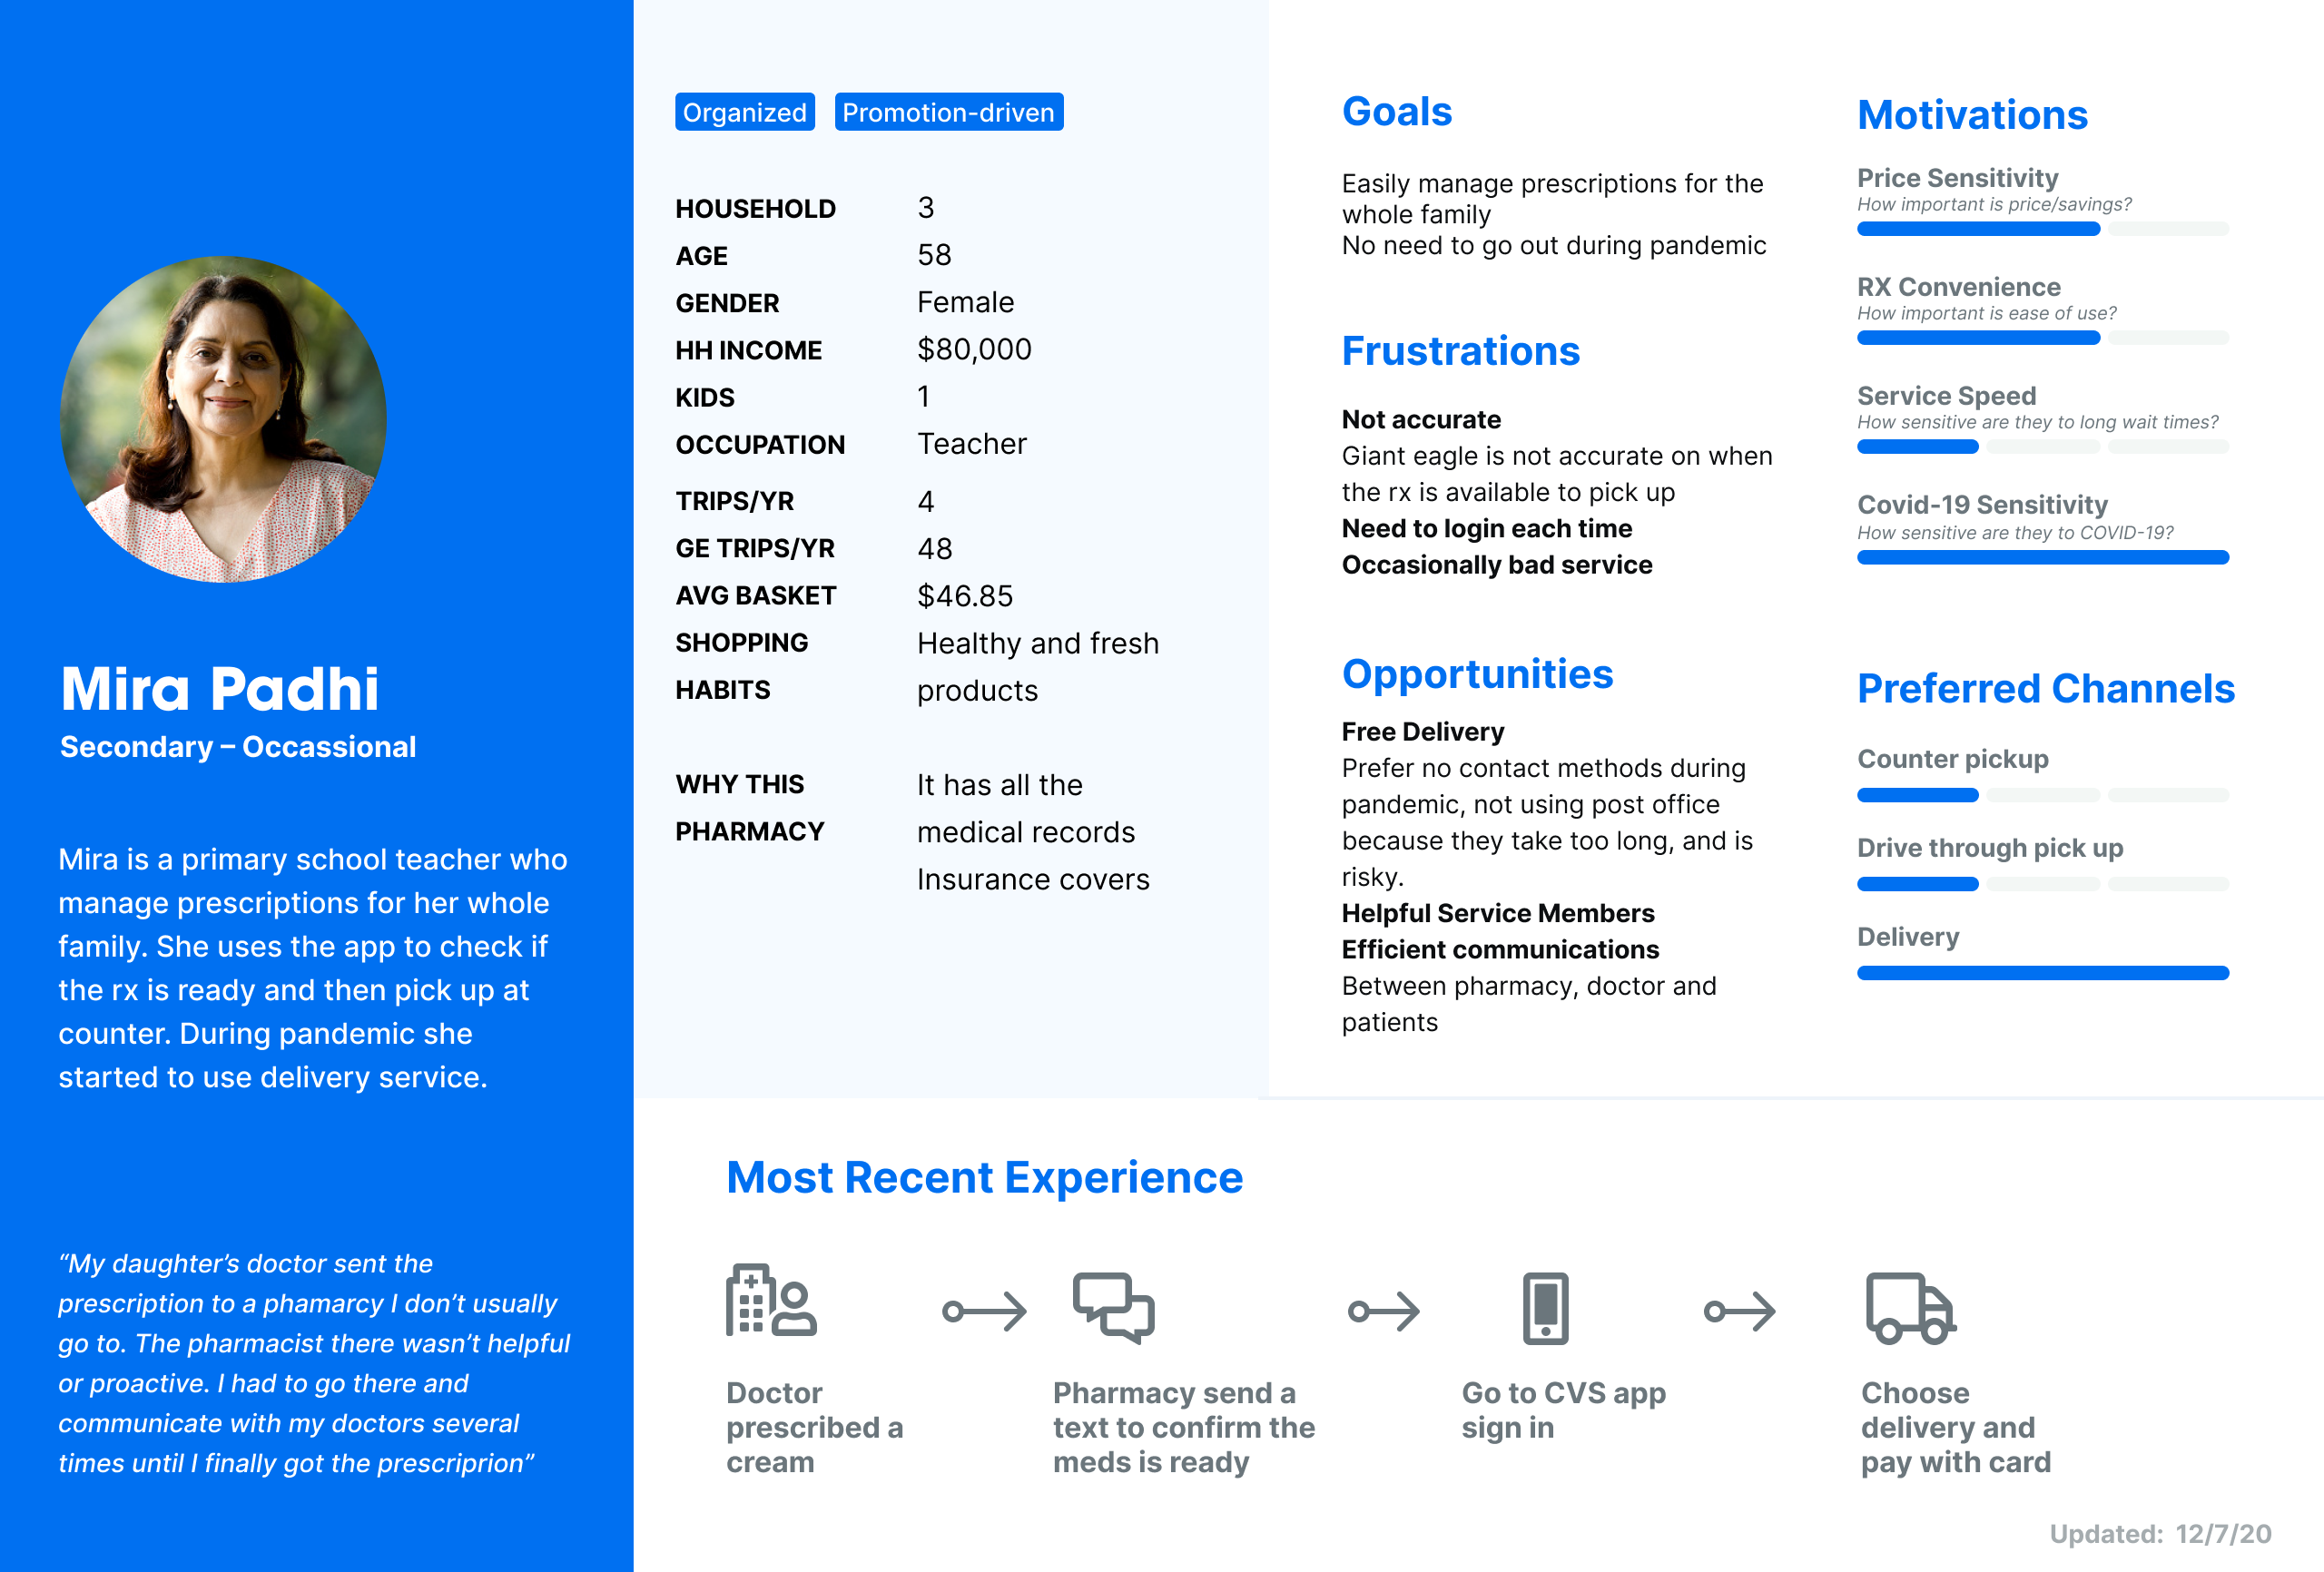 Mira Padhi
Secondary – Occassional
Mira is a primary school teacher who
manage prescriptions for her whole
family. She uses the app to check if
the rx is ready and then pick up at
counter. During pandemic she
started to use delivery service.
“My daughter’s doctor sent the
prescription to a phamarcy I don’t usually
go to. The pharmacist there wasn’t helpful
or proactive. I had to go there and
communicate with my doctors several
times until I finally got the prescriprion”
Organized Promotion-driven
HOUSEHOLD 3
AGE 58
GENDER Female
HH INCOME $80,000
KIDS 1
OCCUPATION Teacher
TRIPS/YR 4
GE TRIPS/YR 48
AVG BASKET $46.85
SHOPPING Healthy and fresh
HABITS products
WHY THIS It has all the
PHARMACY medical records
Insurance covers
Goals
Easily manage prescriptions for the
whole family
No need to go out during pandemic
Frustrations
Not accurate
Giant eagle is not accurate on when
the rx is available to pick up
Need to login each time
Occasionally bad service
Opportunities
Free Delivery
Prefer no contact methods during
pandemic, not using post office
because they take too long, and is
risky.
Helpful Service Members
Efficient communications
Between pharmacy, doctor and
patients
Motivations
Price Sensitivity
How important is price/savings?
RX Convenience
How important is ease of use?
Service Speed
How sensitive are they to long wait times?
Covid-19 Sensitivity
How sensitive are they to COVID-19?
Preferred Channels
Counter pickup
Drive through pick up
Delivery
Most Recent Experience
Doctor
prescribed a
cream
Pharmacy send a
text to confirm the
meds is ready
Go to CVS app
sign in
Choose
delivery and
pay with card
Updated: 12/7/20